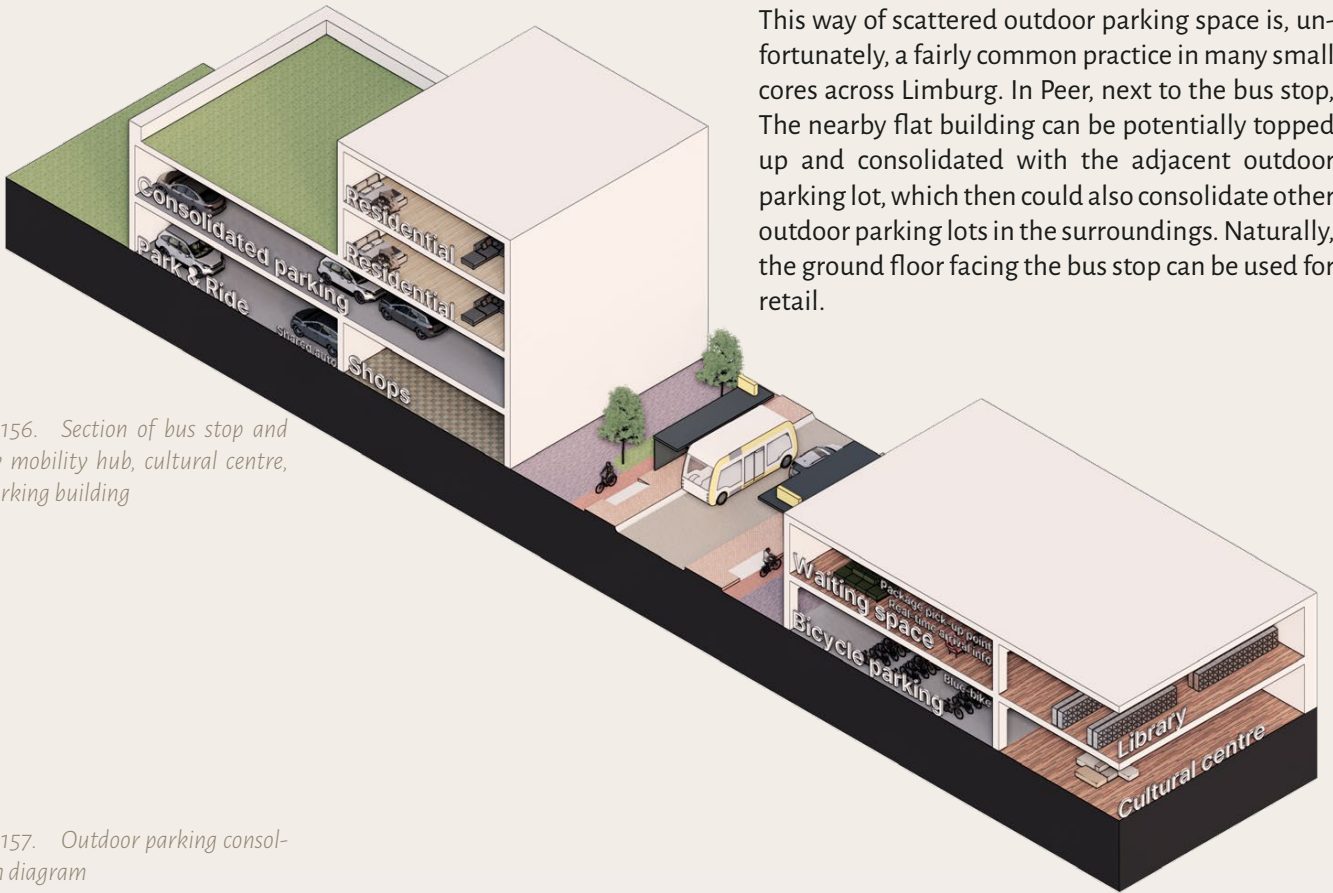 This way of scattered outdoor parking space is, un-
fortunately, a fairly common practice in many small
cores across Limburg. In Peer, next to the bus stop,
The nearby flat building can be potentially topped
up and consolidated with the adjacent outdoor
parking lot, which then could also consolidate other
outdoor parking lots in the surroundings. Naturally,
the ground floor facing the bus stop can be used for
retail.
Consolidated parking
Park & Ride
Shared auto
Residential
Residential
Shops
156. Section of bus stop and
mobility hub, cultural centre,
rking building
Waiting space
Package pick-up point
Real-time arrival info
Bicycle parking
Blue-bike
Library
Cultural centre
157. Outdoor parking consol-
n diagram